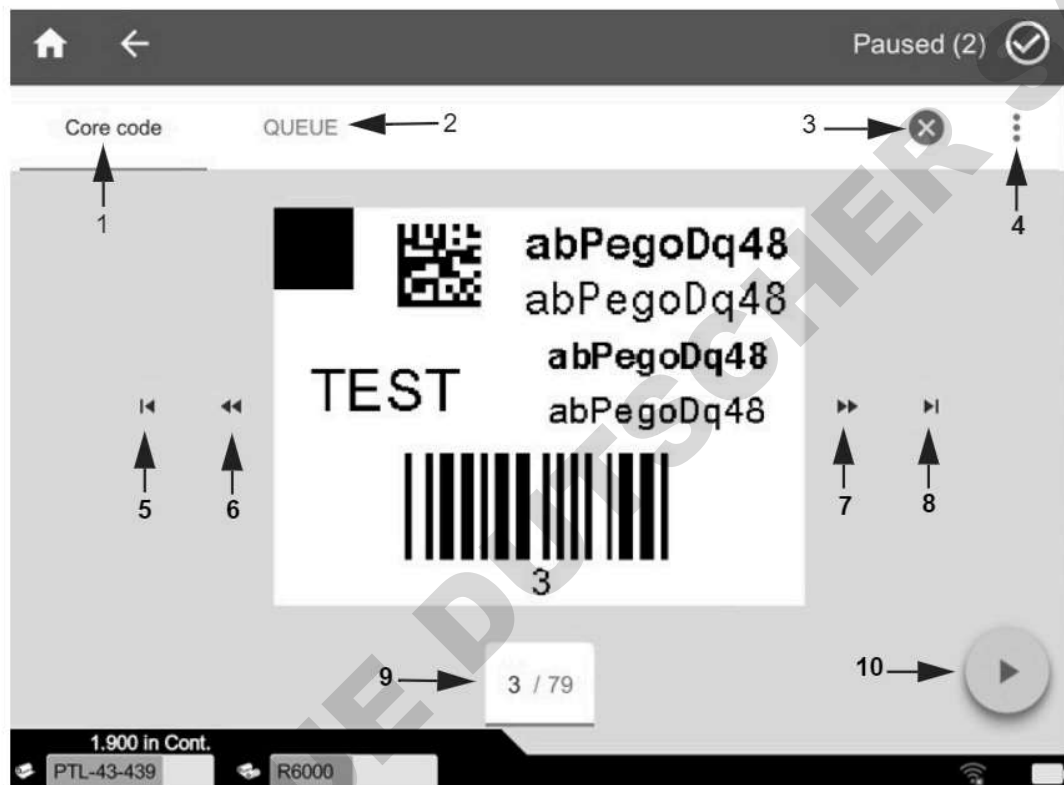 Paused (2)
Core code QUEUE 2 3
1 4
abPegoDq48
abPegoDq48
abPegoDq48
TEST
abPegoDq48
5 6 7 8
3
9 3 / 79 10
1.900 in Cont.
PTL-43-439 R6000
DUTSCHER